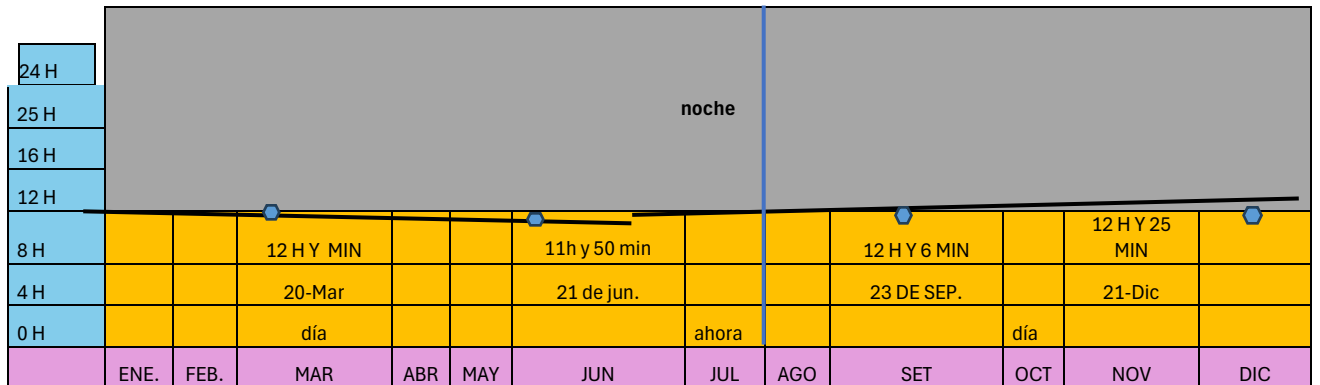 24 H
25 H
noche
16 H
12 H
8 H
12 H Y  MIN
11h y 50 min
12 H Y 6 MIN
12 H Y 25
MIN
4 H
20-Mar
21 de jun.
23 DE SEP.
21-Dic
0 H
día
ahora
día
ENE.
FEB.
MAR
ABR
MAY
JUN
JUL
AGO
SET
OCT
NOV
DIC